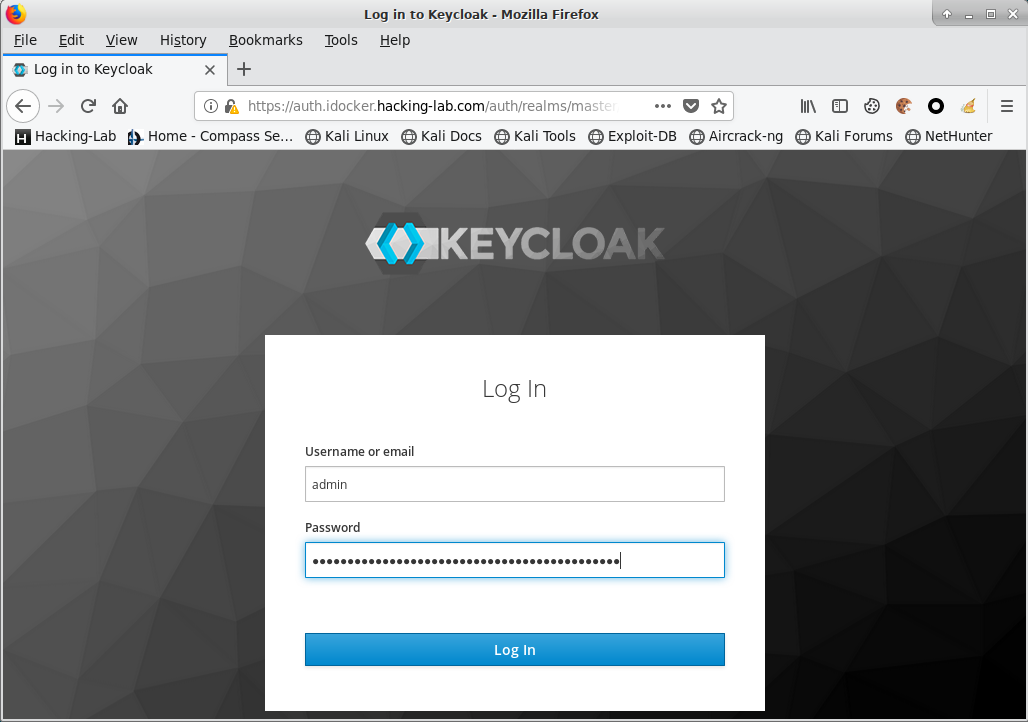 Log in to Keycloak - Mozilla Firefox
File Edit View History Bookmarks Tools Help
Log in to Keycloak
https://auth.idocker.hacking-lab.com/auth/realms/master
Hacking-Lab Home - Compass Se... Kali Linux Kali Docs Kali Tools Exploit-DB Aircrack-ng Kali Forums NetHunter
KEYCLOAK
Log In
Username or email
admin
Password
Log In